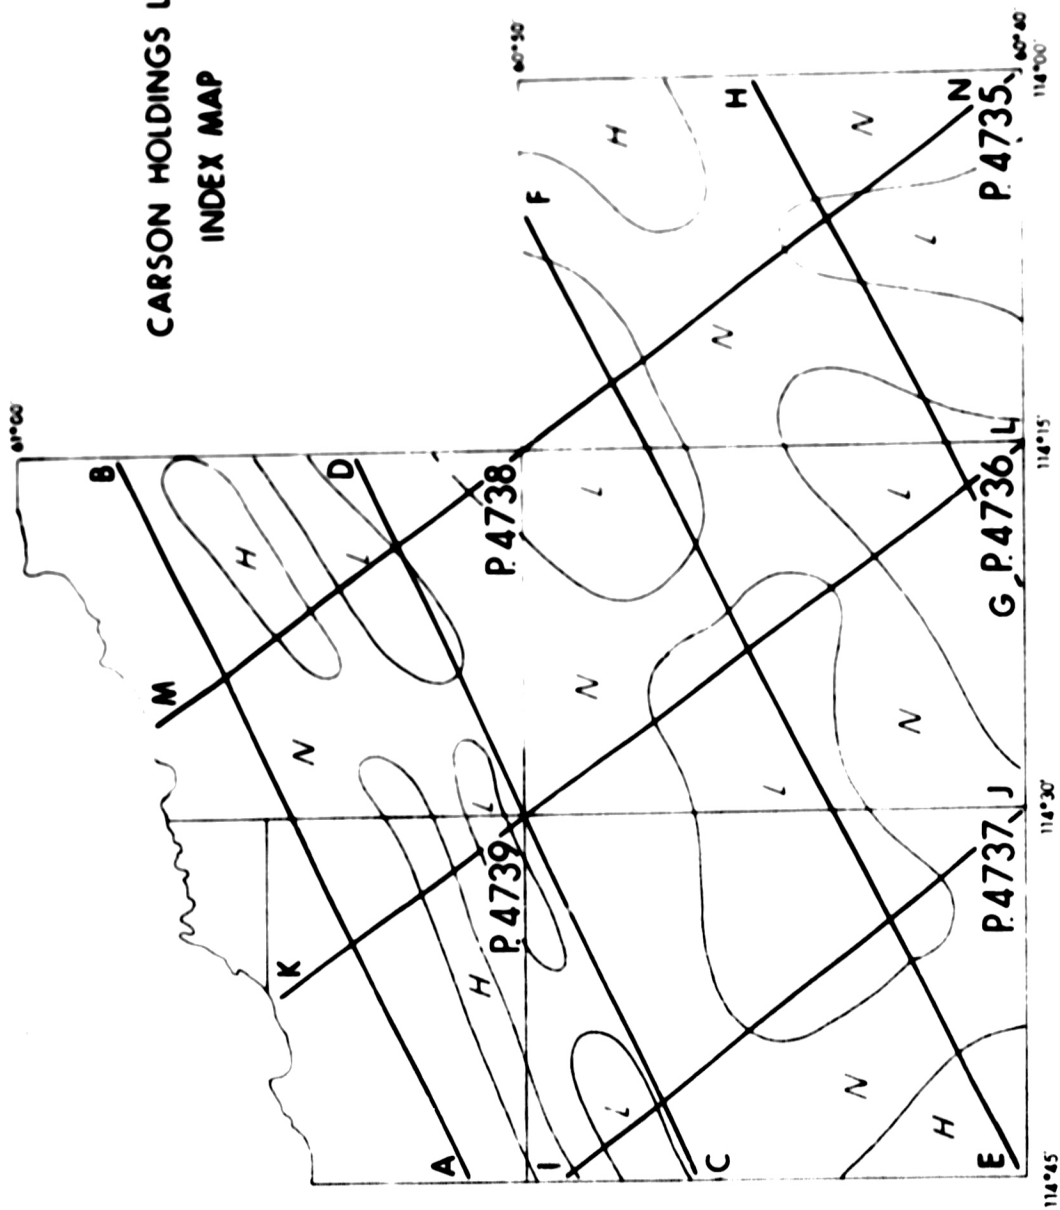 CARSON HOLDINGS L
INDEX MAP
61°00'
60°50'
60°40'
114°00'
114°15'
114°30'
114°45'
M
B
D
K
A
I
C
E
F
H
N
J
G
L
H
L
N
L
H
L
H
N
L
N
L
N
L
N
L
N
H
P.4735
P.4736
P.4737
P.4738
P.4739